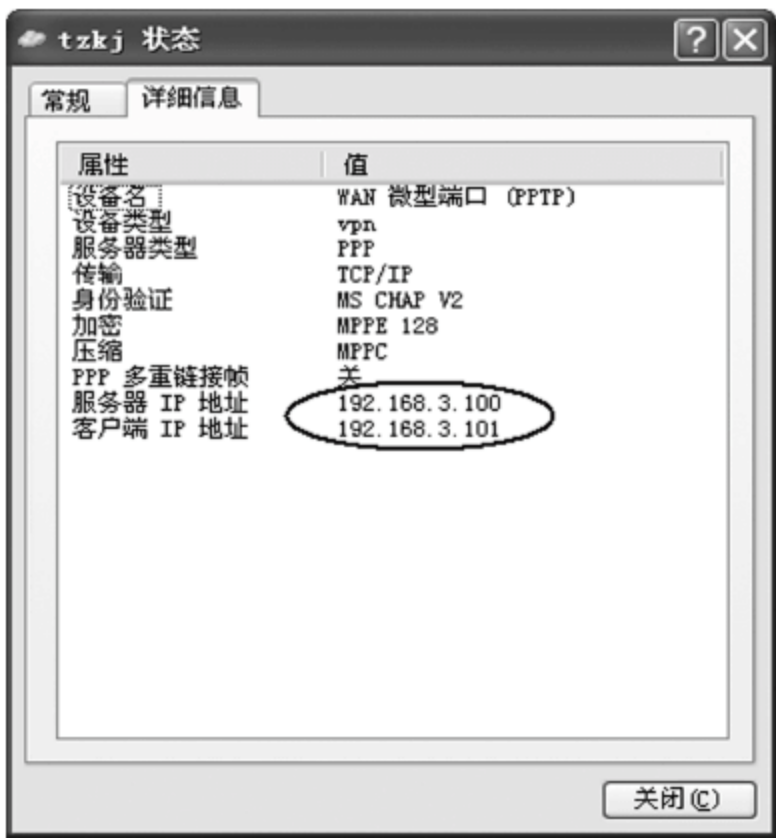 tzkj 状态
常规 详细信息
属性 值
设备名 WAN 微型端口 (PPTP)
设备类型 vpn
服务器类型 PPP
传输 TCP/IP
身份验证 MS CHAP V2
加密 MPPE 128
压缩 MPPC
PPP 多重链接帧 关
服务器 IP 地址 192.168.3.100
客户端 IP 地址 192.168.3.101
关闭(C)